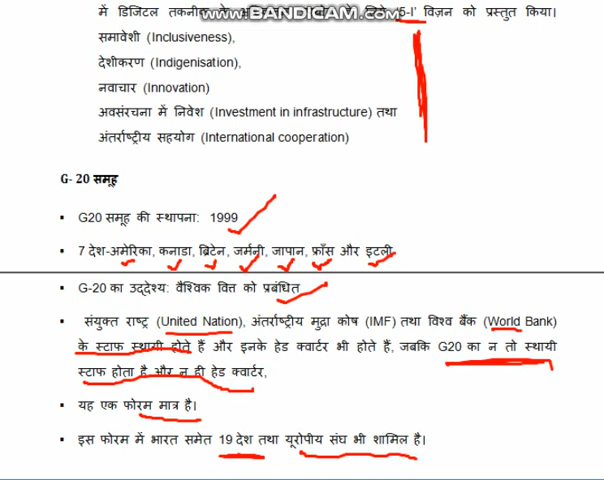 में डिजिटल
www.BANDICAM.com
'5-I' विज़न को प्रस्तुत किया।
समावेशी (Inclusiveness),
देशीकरण (Indigenisation),
नवाचार (Innovation)
अवसंरचना में निवेश (Investment in infrastructure) तथा
अंतर्राष्ट्रीय सहयोग (International cooperation)
G- 20 समूह
▪ G20 समूह की स्थापना: 1999
▪ 7 देश-अमेरिका, कनाडा, ब्रिटेन, जर्मनी, जापान, फ्राँस और इटली
▪ G-20 का उद्देश्य: वैश्विक वित्त को प्रबंधित
▪ संयुक्त राष्ट्र (United Nation), अंतर्राष्ट्रीय मुद्रा कोष (IMF) तथा विश्व बैंक (World Bank)
के स्टाफ स्थायी होते हैं और इनके हेड क्वार्टर भी होते हैं, जबकि G20 का न तो स्थायी
स्टाफ होता है और न ही हेड क्वार्टर,
▪ यह एक फोरम मात्र है।
▪ इस फोरम में भारत समेत 19 देश तथा यूरोपीय संघ भी शामिल है।